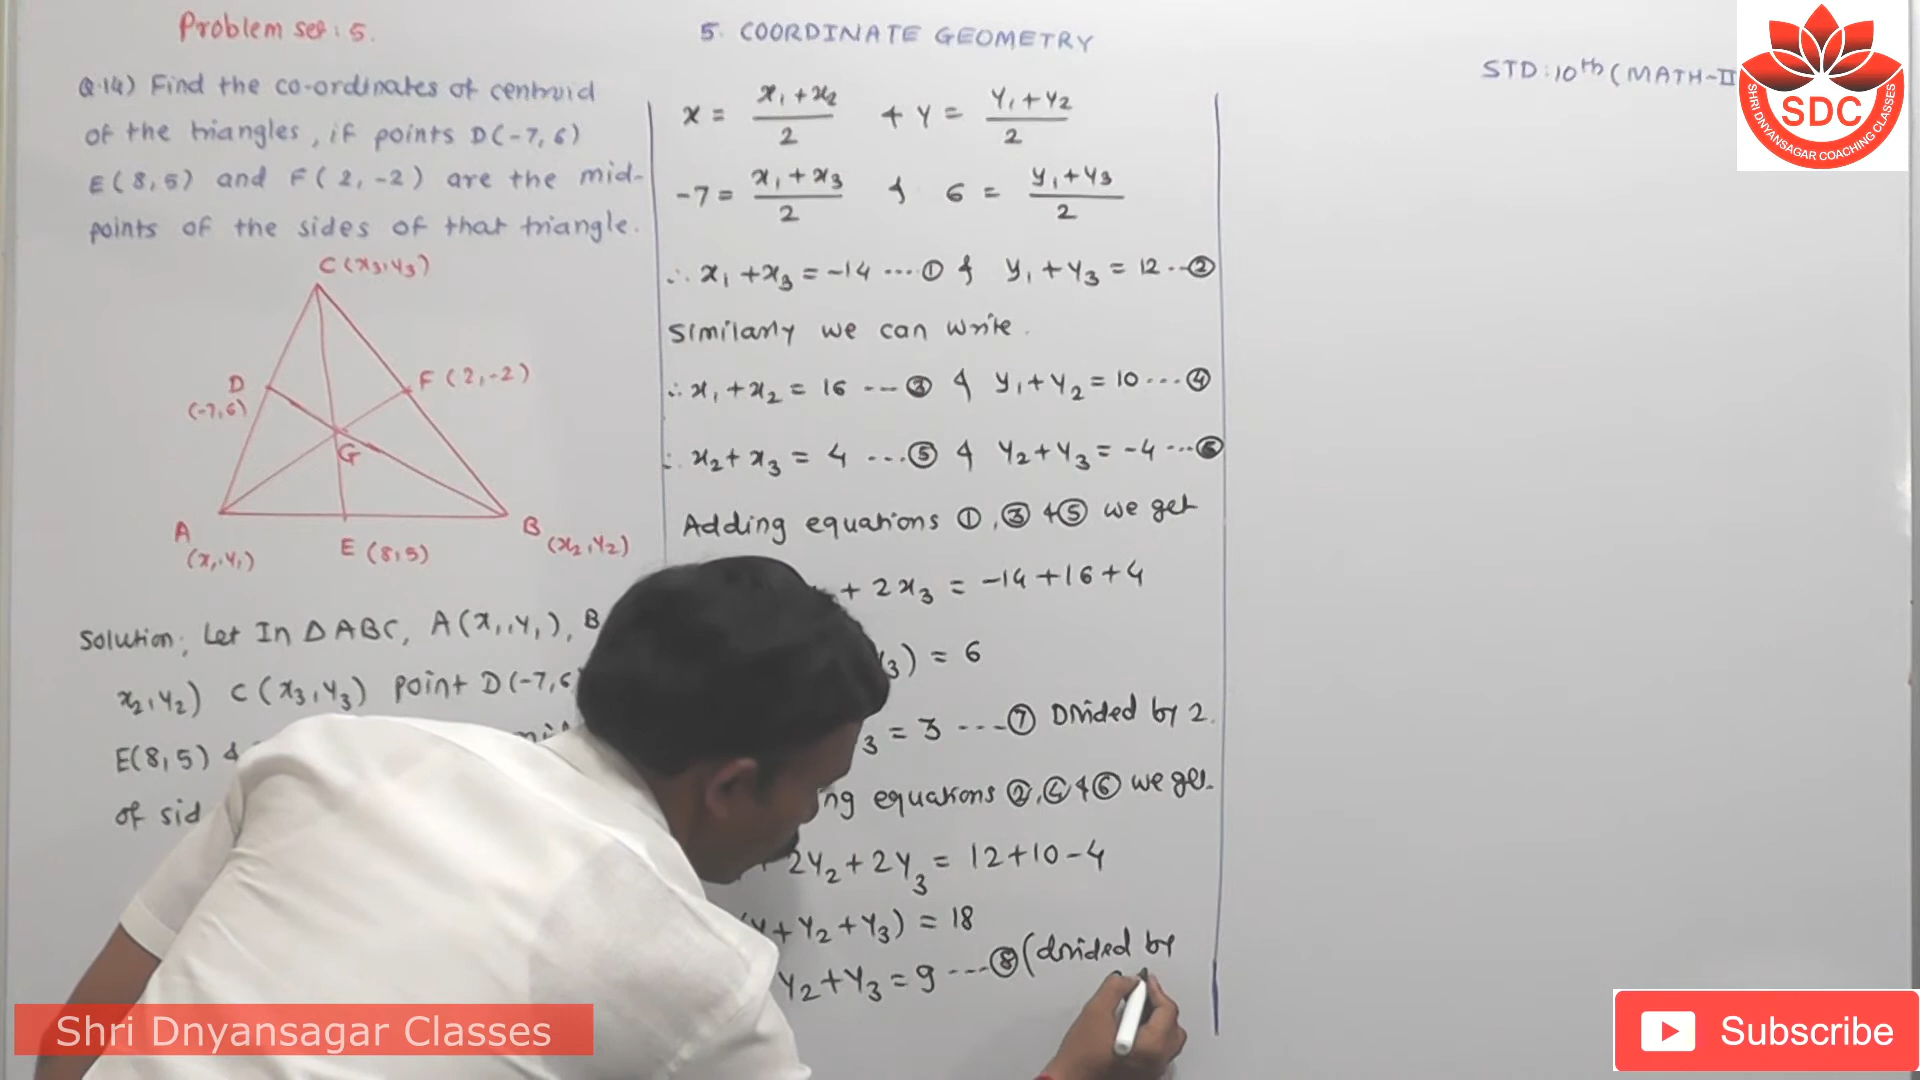 Problem set: 5.
5. COORDINATE GEOMETRY
STD: 10th (MATH-II
SHRI DNYANSAGAR COACHING CLASSES
SDC
Q.14) Find the co-ordinates of centroid
of the triangles, if points D(-7, 6)
E(8, 5) and F(2, -2) are the mid-
points of the sides of that triangle.
C(x₃, y₃)
D
(-7, 6)
F(2, -2)
G
A
(x₁, y₁)
E (8, 5)
B
(x₂, y₂)
Solution; Let In ΔABC, A(x₁, y₁), B
x₂, y₂) C(x₃, y₃) point D(-7, 6
E(8, 5) &
of sid
x = x₁ + x₂ / 2 & y = y₁ + y₂ / 2
-7 = x₁ + x₃ / 2 & 6 = y₁ + y₃ / 2
∴ x₁ + x₃ = -14 ....① & y₁ + y₃ = 12 ..②
Similarly we can write.
∴ x₁ + x₂ = 16 ---③ & y₁ + y₂ = 10 ....④
∴ x₂ + x₃ = 4 ....⑤ & y₂ + y₃ = -4 ....⑥
Adding equations ①, ③ & ⑤ we get
+ 2x₃ = -14 + 16 + 4
₃) = 6
₃ = 3 ----⑦ Divided by 2.
ng equations ②, ④ & ⑥ we get.
+ 2y₂ + 2y₃ = 12 + 10 - 4
(y + y₂ + y₃) = 18
y₂ + y₃ = 9 ----⑧ (divided by
Shri Dnyansagar Classes
Subscribe